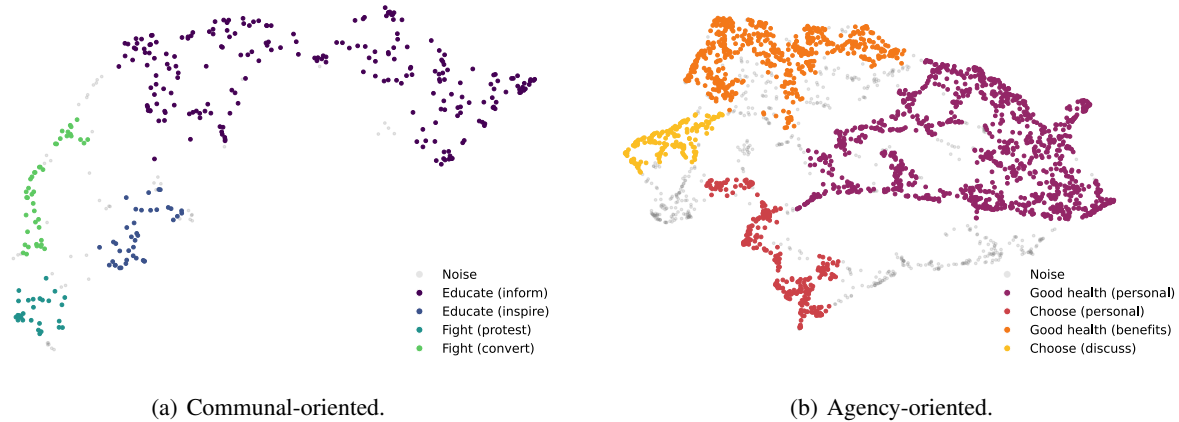 Noise
Educate (inform)
Educate (inspire)
Fight (protest)
Fight (convert)
Noise
Good health (personal)
Choose (personal)
Good health (benefits)
Choose (discuss)
(a) Communal-oriented.
(b) Agency-oriented.